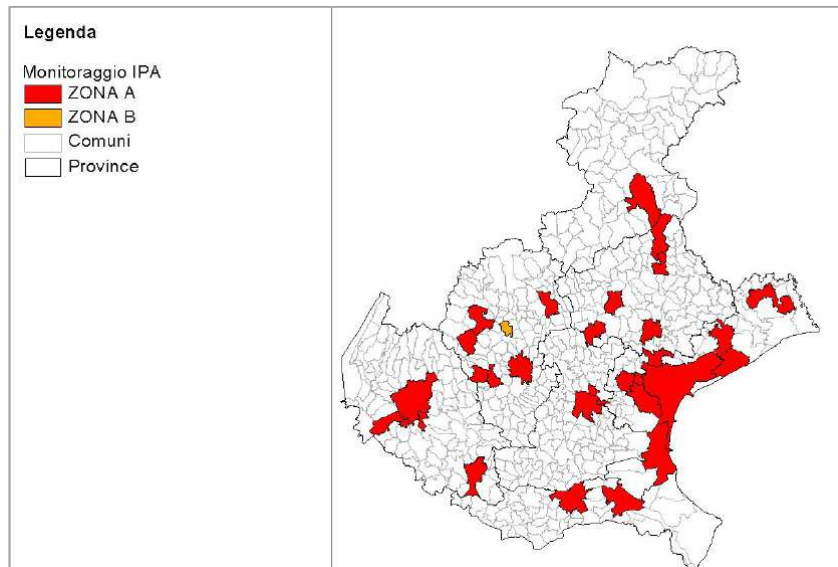 Legenda
Monitoraggio IPA
ZONA A
ZONA B
Comuni
Province